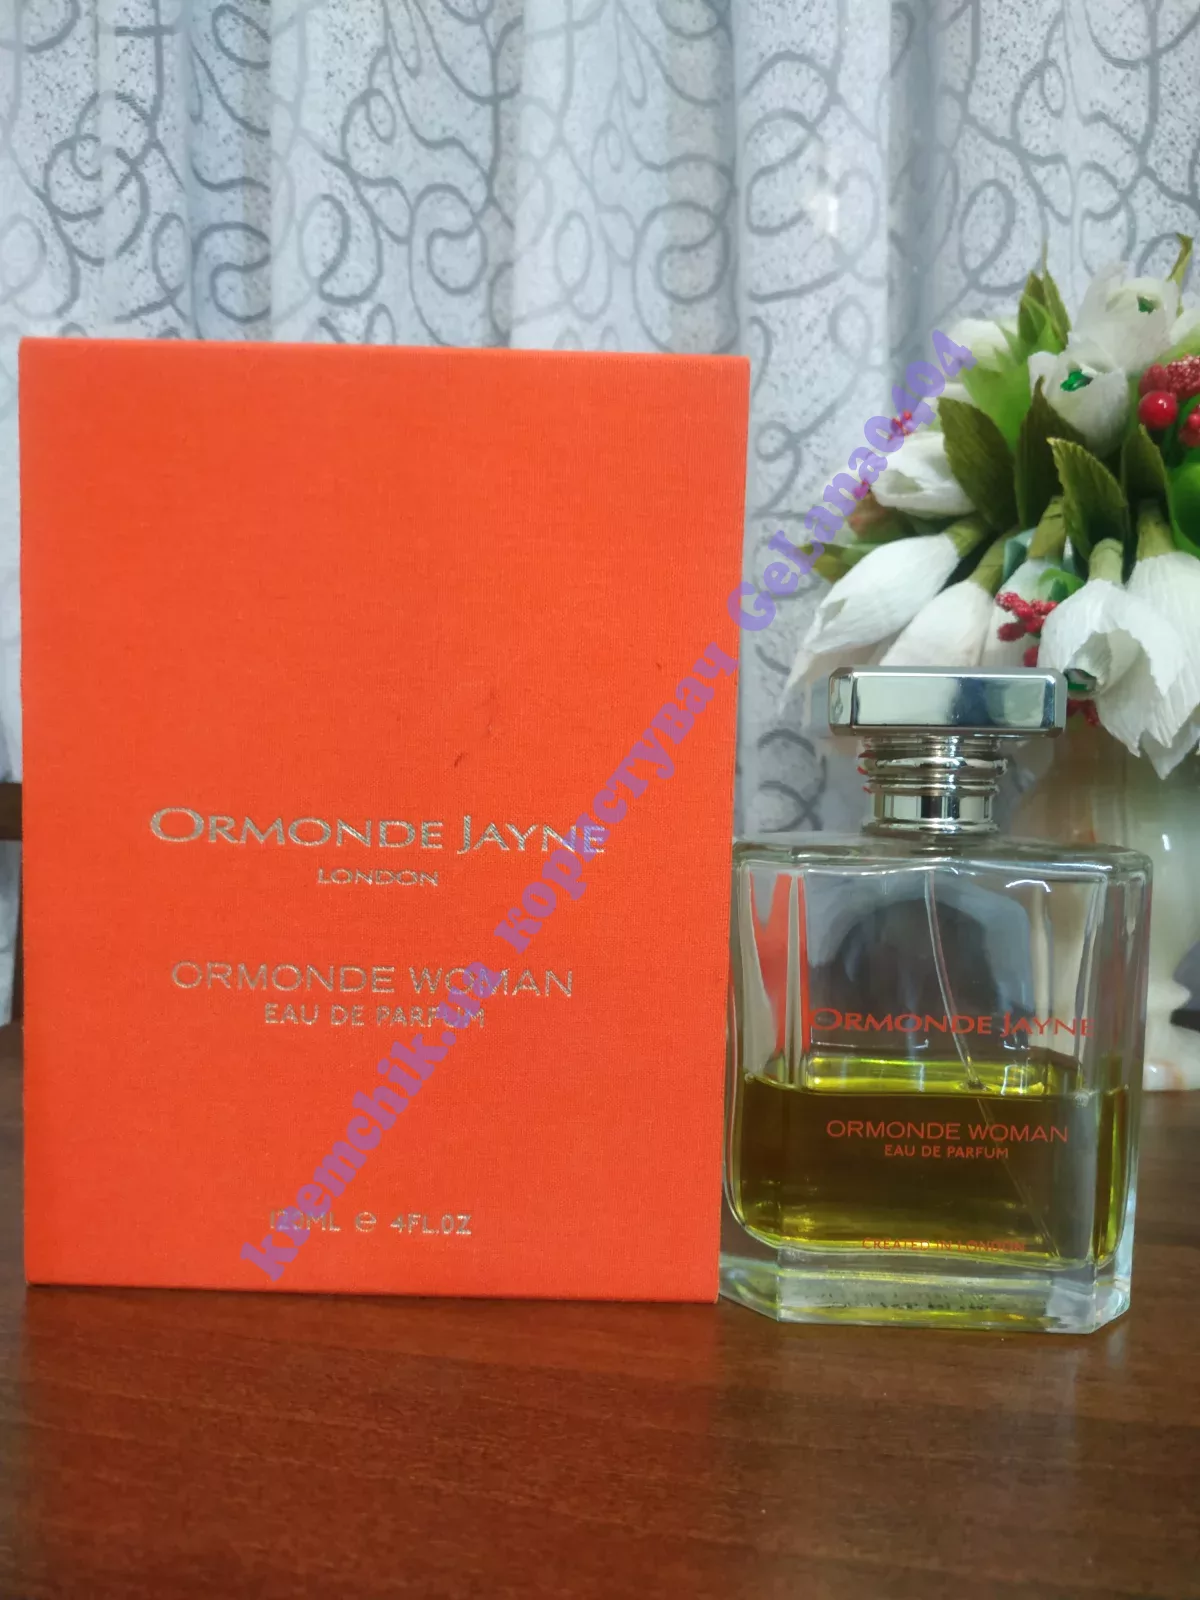 ORMONDE JAYNE
LONDON
ORMONDE WOMAN
EAU DE PARFUM
120ML e 4FL.OZ
ORMONDE JAYNE
ORMONDE WOMAN
EAU DE PARFUM
CREATED IN LONDON
kremchik.ua користувач GeLana0404